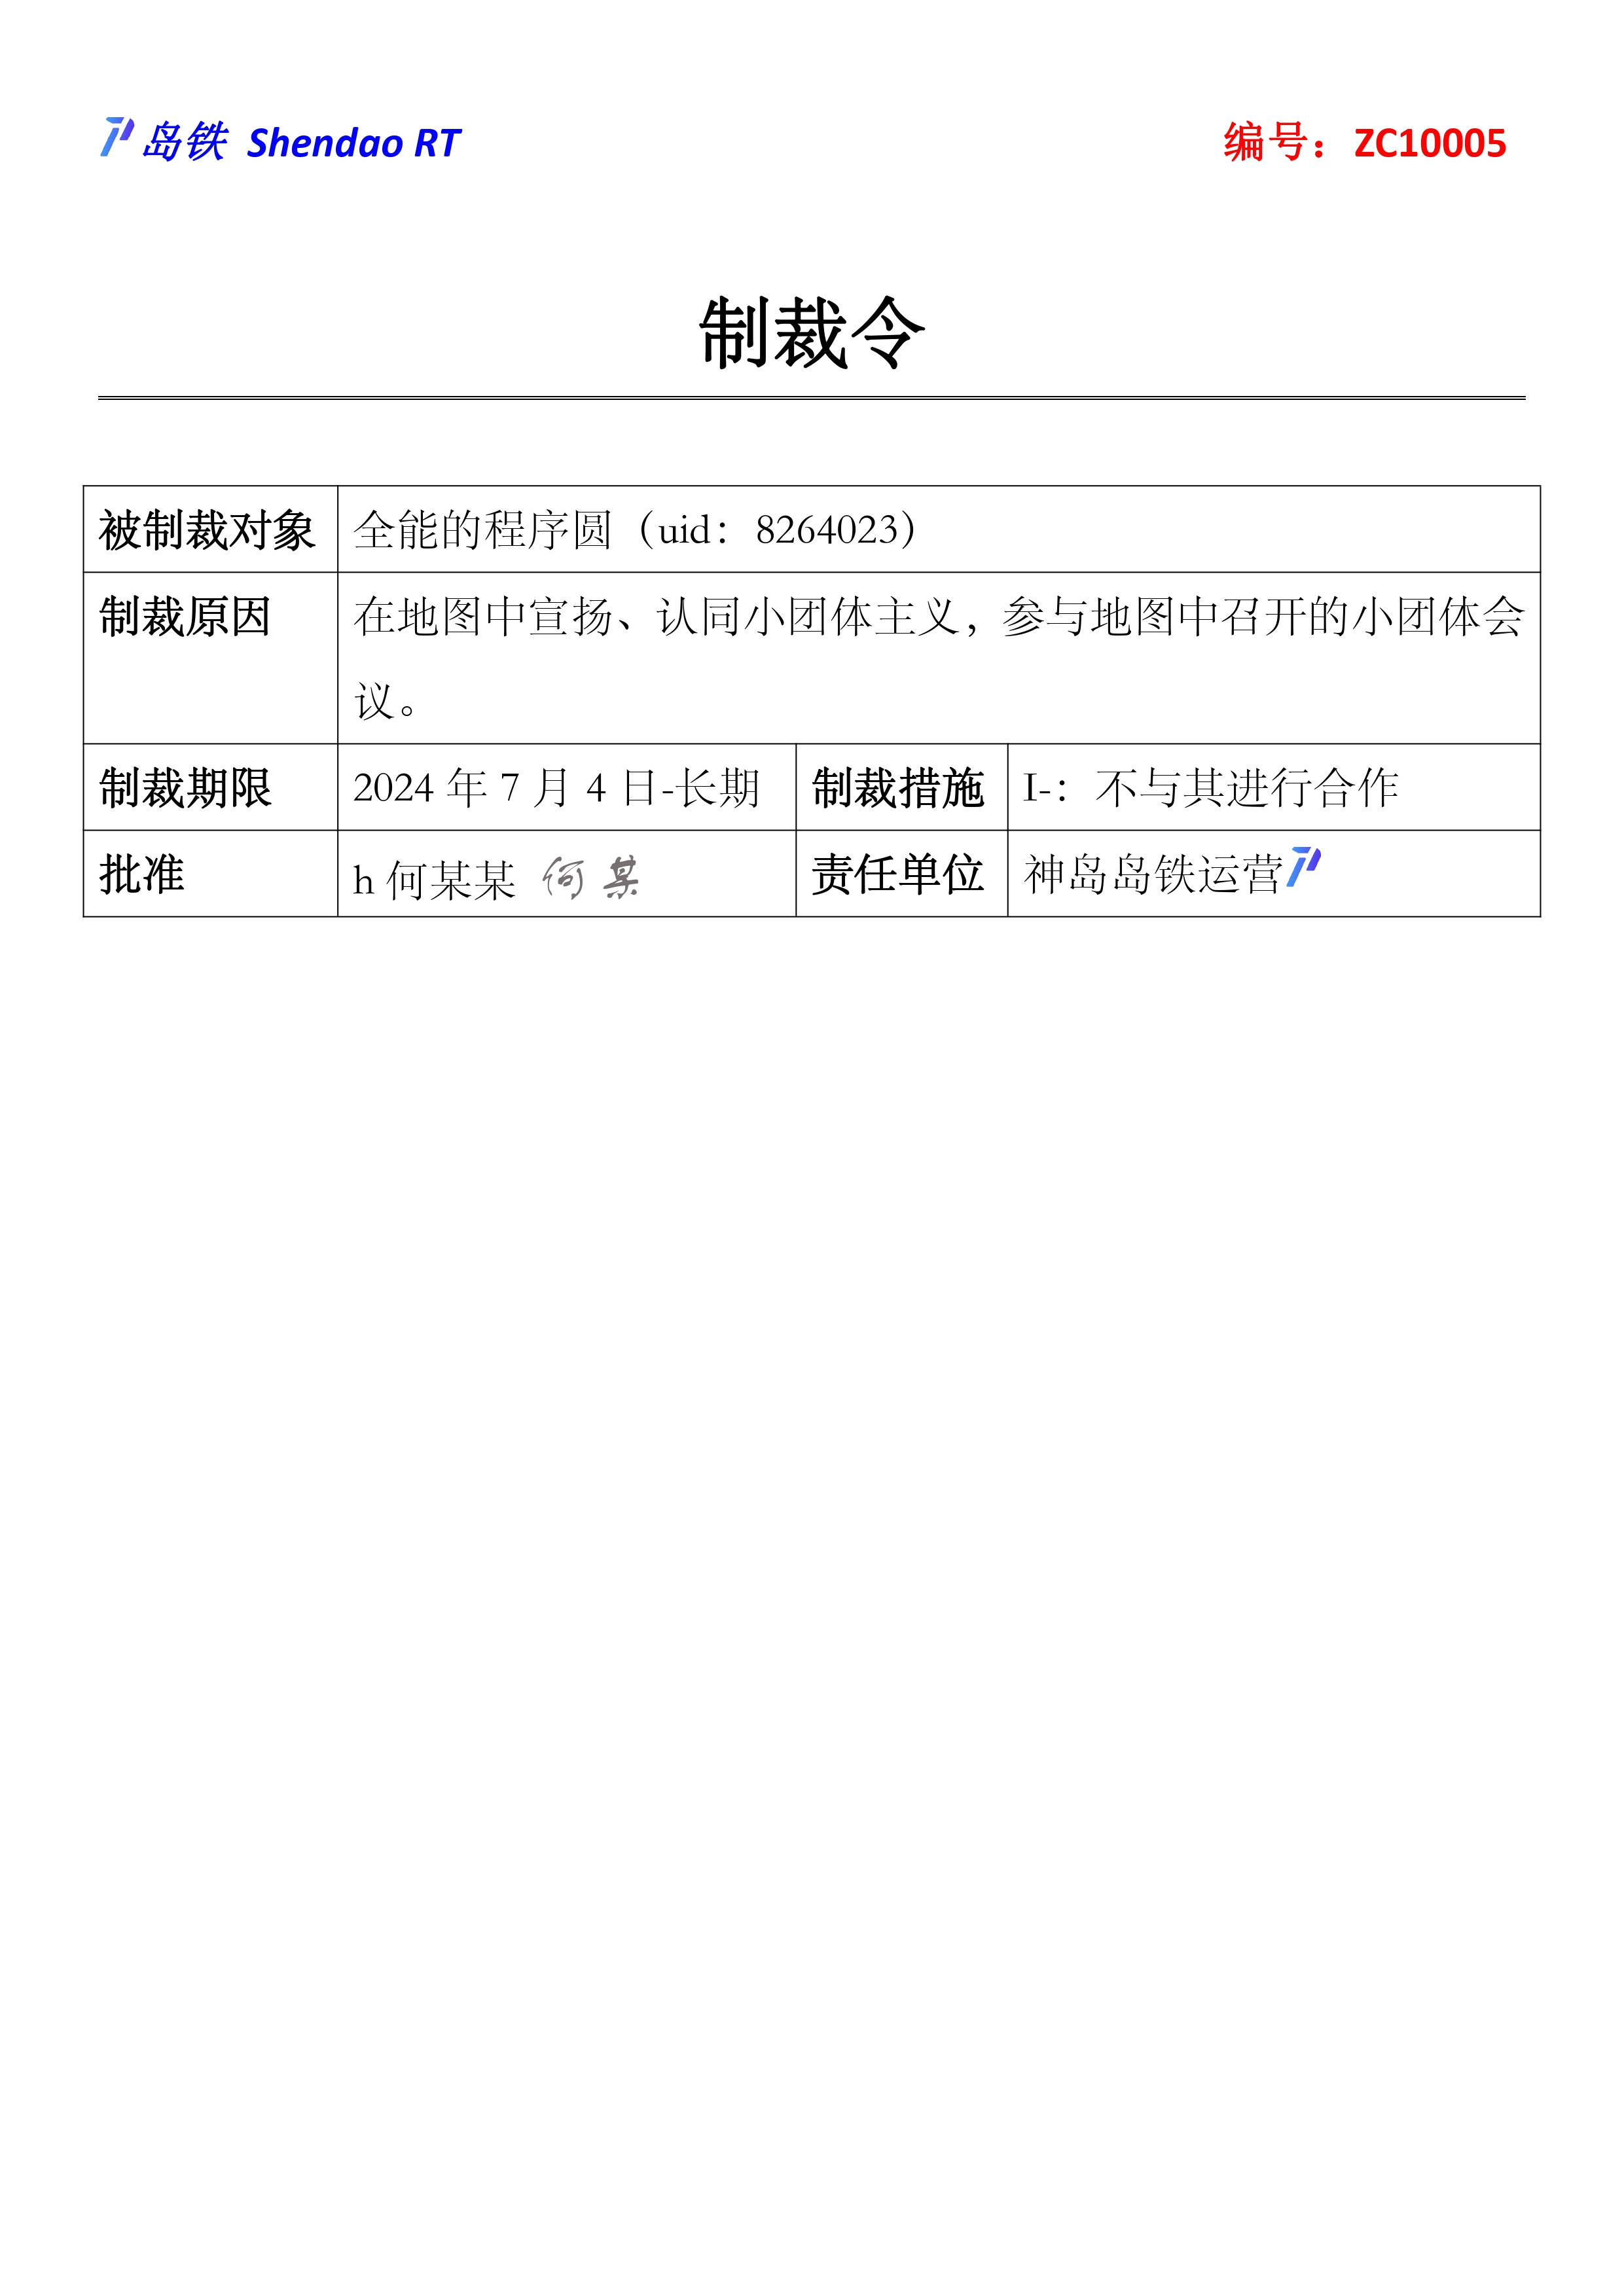 岛铁 Shendao RT 编号：ZC10005
制裁令
被制裁对象 全能的程序圆（uid：8264023）
制裁原因 在地图中宣扬、认同小团体主义，参与地图中召开的小团体会
议。
制裁期限 2024 年 7 月 4 日-长期 制裁措施 I-：不与其进行合作
批准 h 何某某 何某 责任单位 神岛岛铁运营